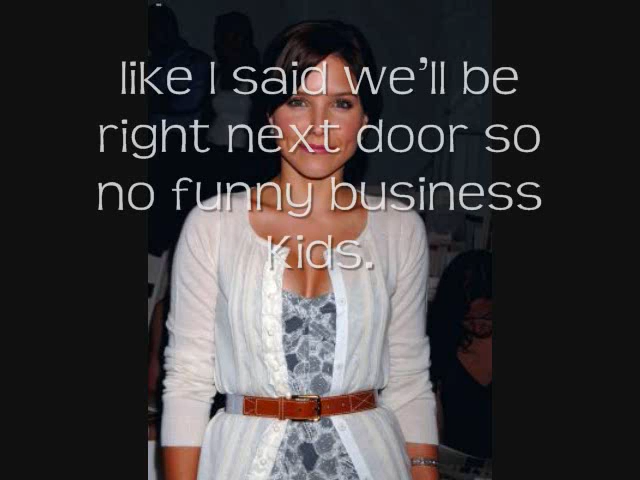 like I said we'll be
right next door so
no funny business
Kids.